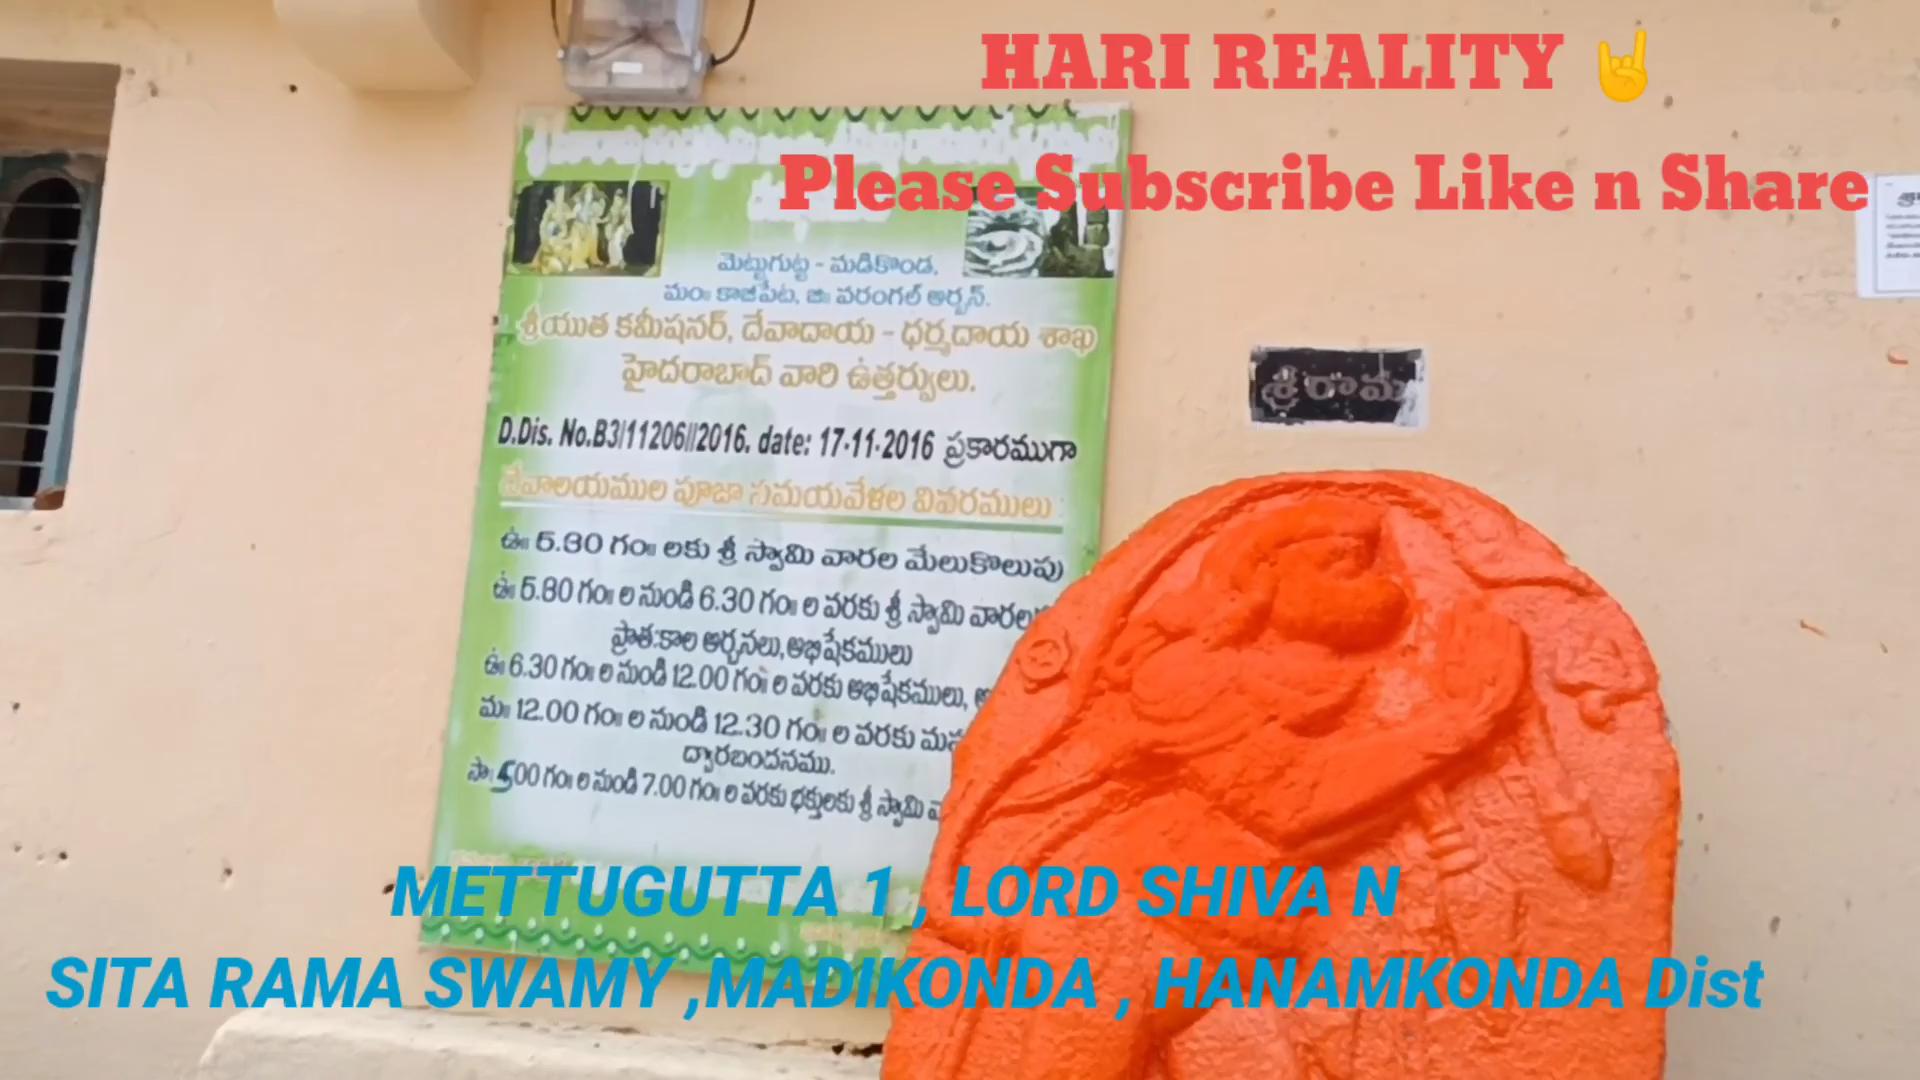 HARI REALITY 🤘
Please Subscribe Like n Share
మెట్టుగుట్ట - మడికొండ,
మం॥ కాజీపేట, జి॥ వరంగల్ అర్బన్.
శ్రీయుత కమీషనర్, దేవాదాయ - ధర్మదాయ శాఖ
హైదరాబాద్ వారి ఉత్తర్వులు.
D.Dis. No.B3/11206//2016. date: 17-11-2016 ప్రకారముగా
దేవాలయముల పూజా సమయవేళల వివరములు
ఉ॥ 5.30 గం॥ లకు శ్రీ స్వామి వారల మేలుకొలుపు
ఉ॥ 5.30 గం॥ ల నుండి 6.30 గం॥ ల వరకు శ్రీ స్వామి వారల
ప్రాత:కాల అర్చనలు,అభిషేకములు
ఉ॥ 6.30 గం॥ ల నుండి 12.00 గం॥ ల వరకు అభిషేకములు,
మ॥ 12.00 గం॥ ల నుండి 12.30 గం॥ ల వరకు
ద్వారబంధనము.
సా॥ 5.00 గం॥ ల నుండి 7.00 గం॥ ల వరకు భక్తులకు శ్రీ స్వామి
శ్రీరామ
METTUGUTTA 1 , LORD SHIVA N
SITA RAMA SWAMY ,MADIKONDA , HANAMKONDA Dist